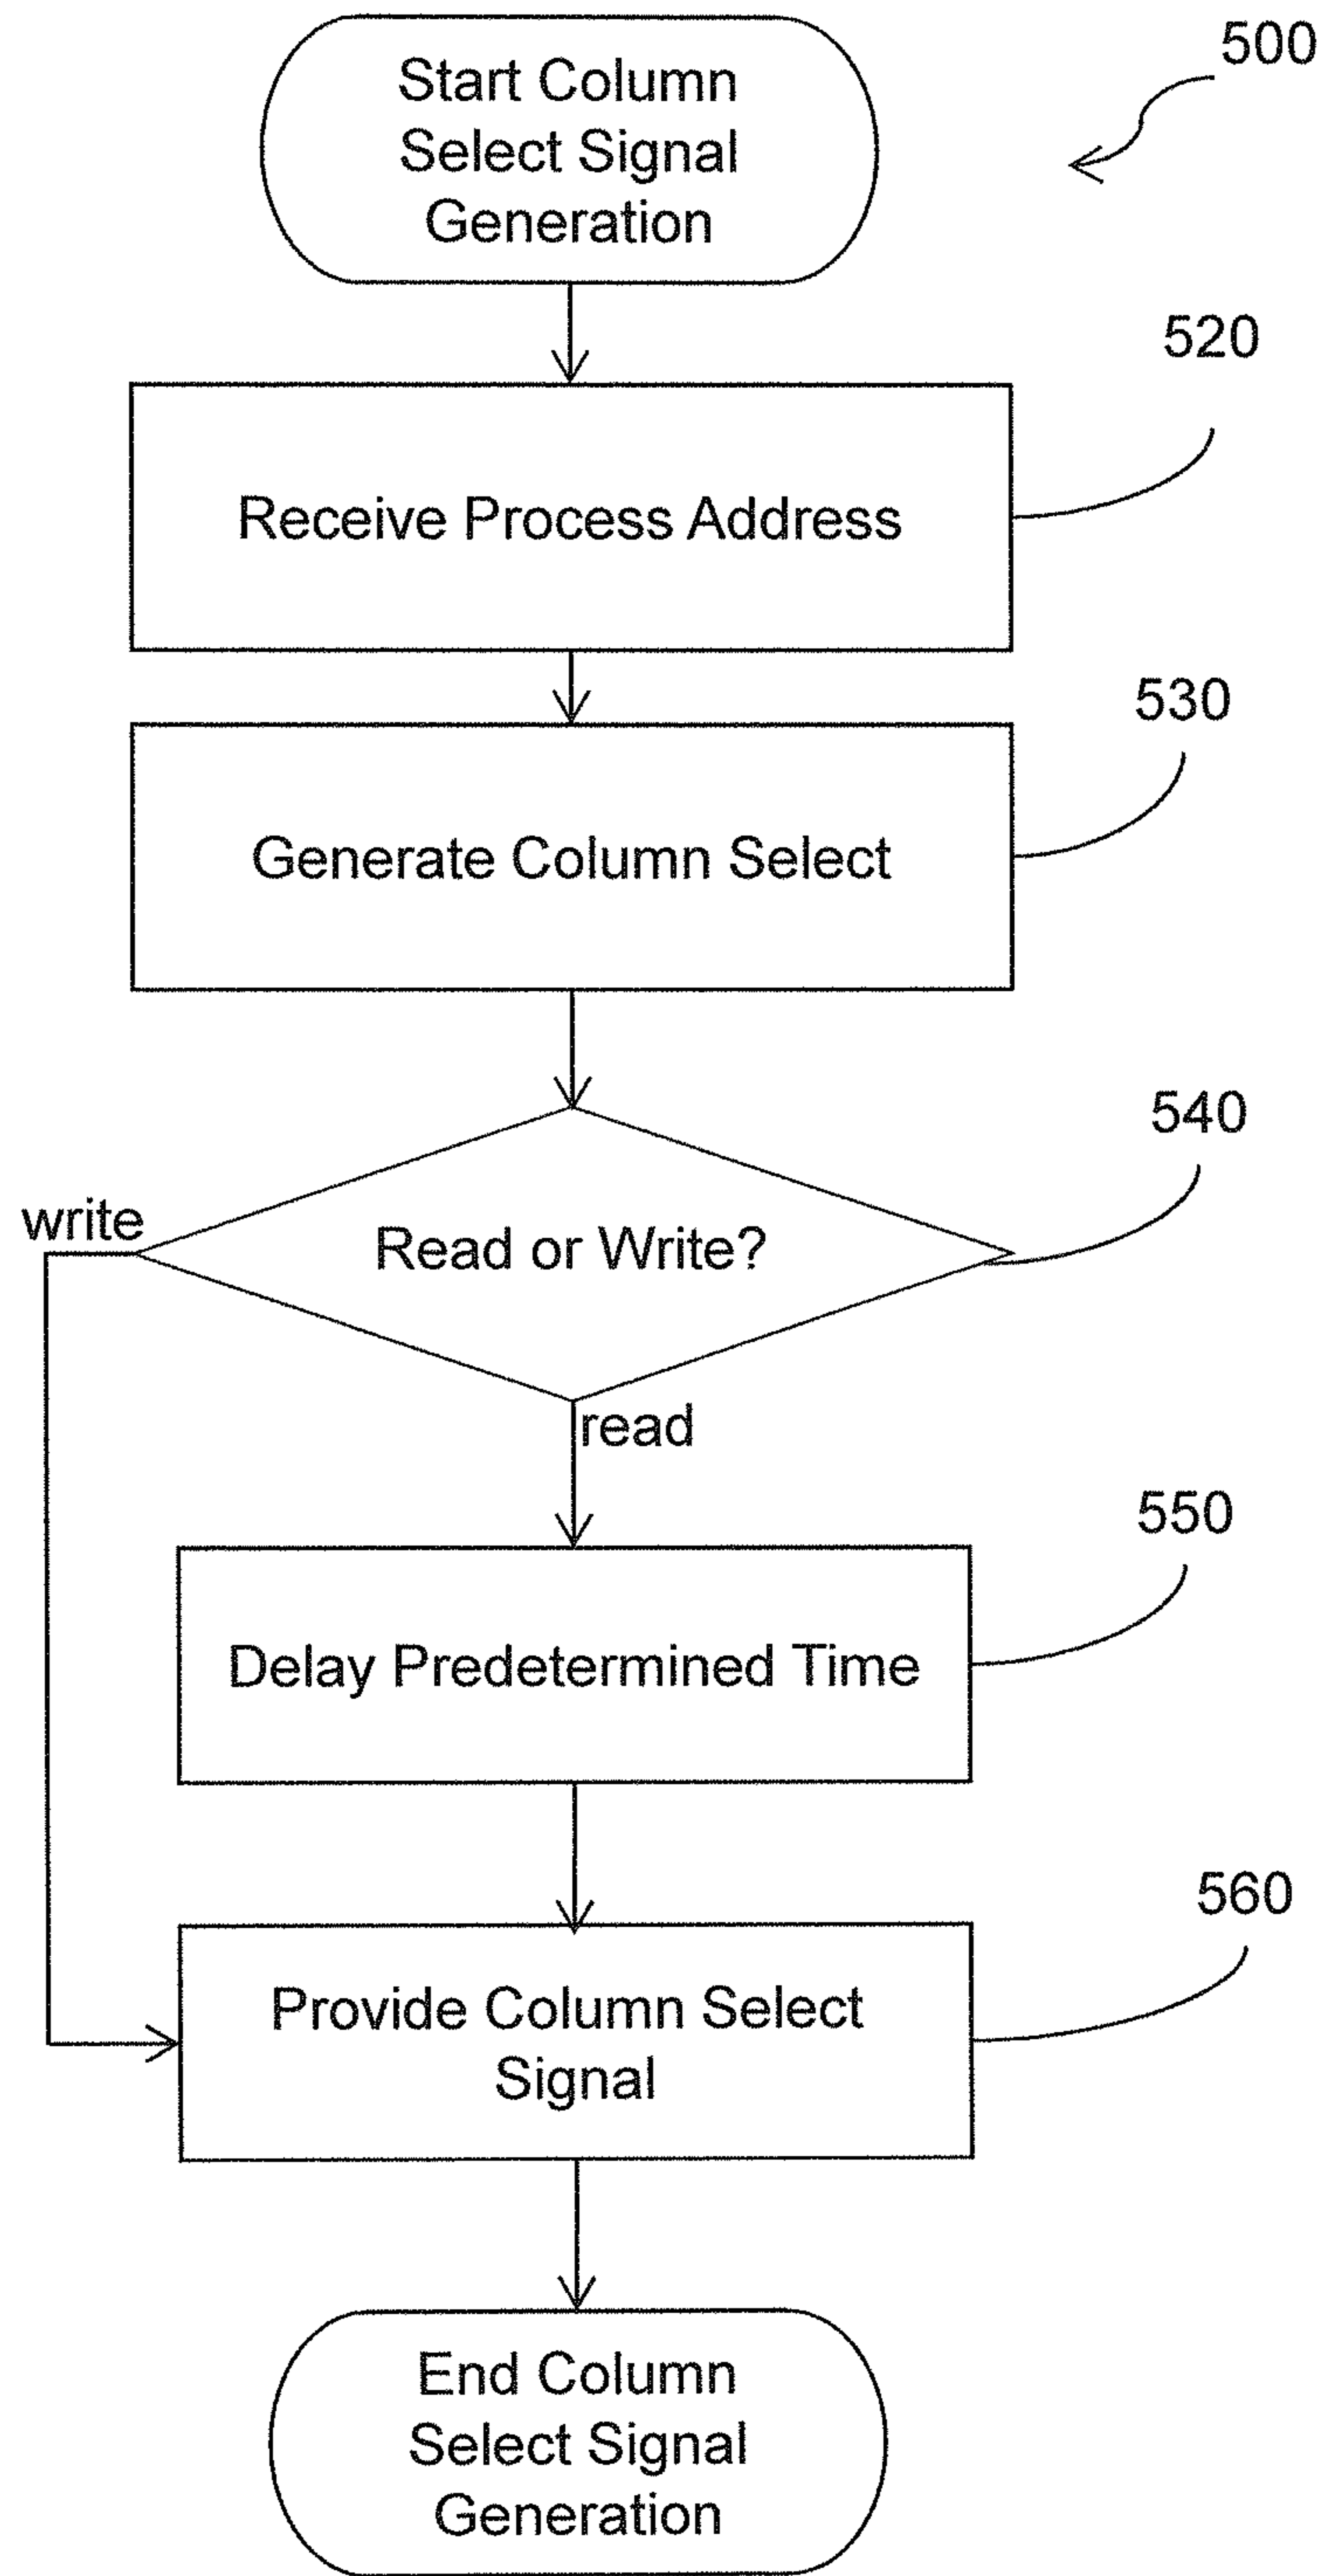 500
Start Column
Select Signal
Generation
520
Receive Process Address
530
Generate Column Select
540
write
Read or Write?
read
550
Delay Predetermined Time
560
Provide Column Select
Signal
End Column
Select Signal
Generation